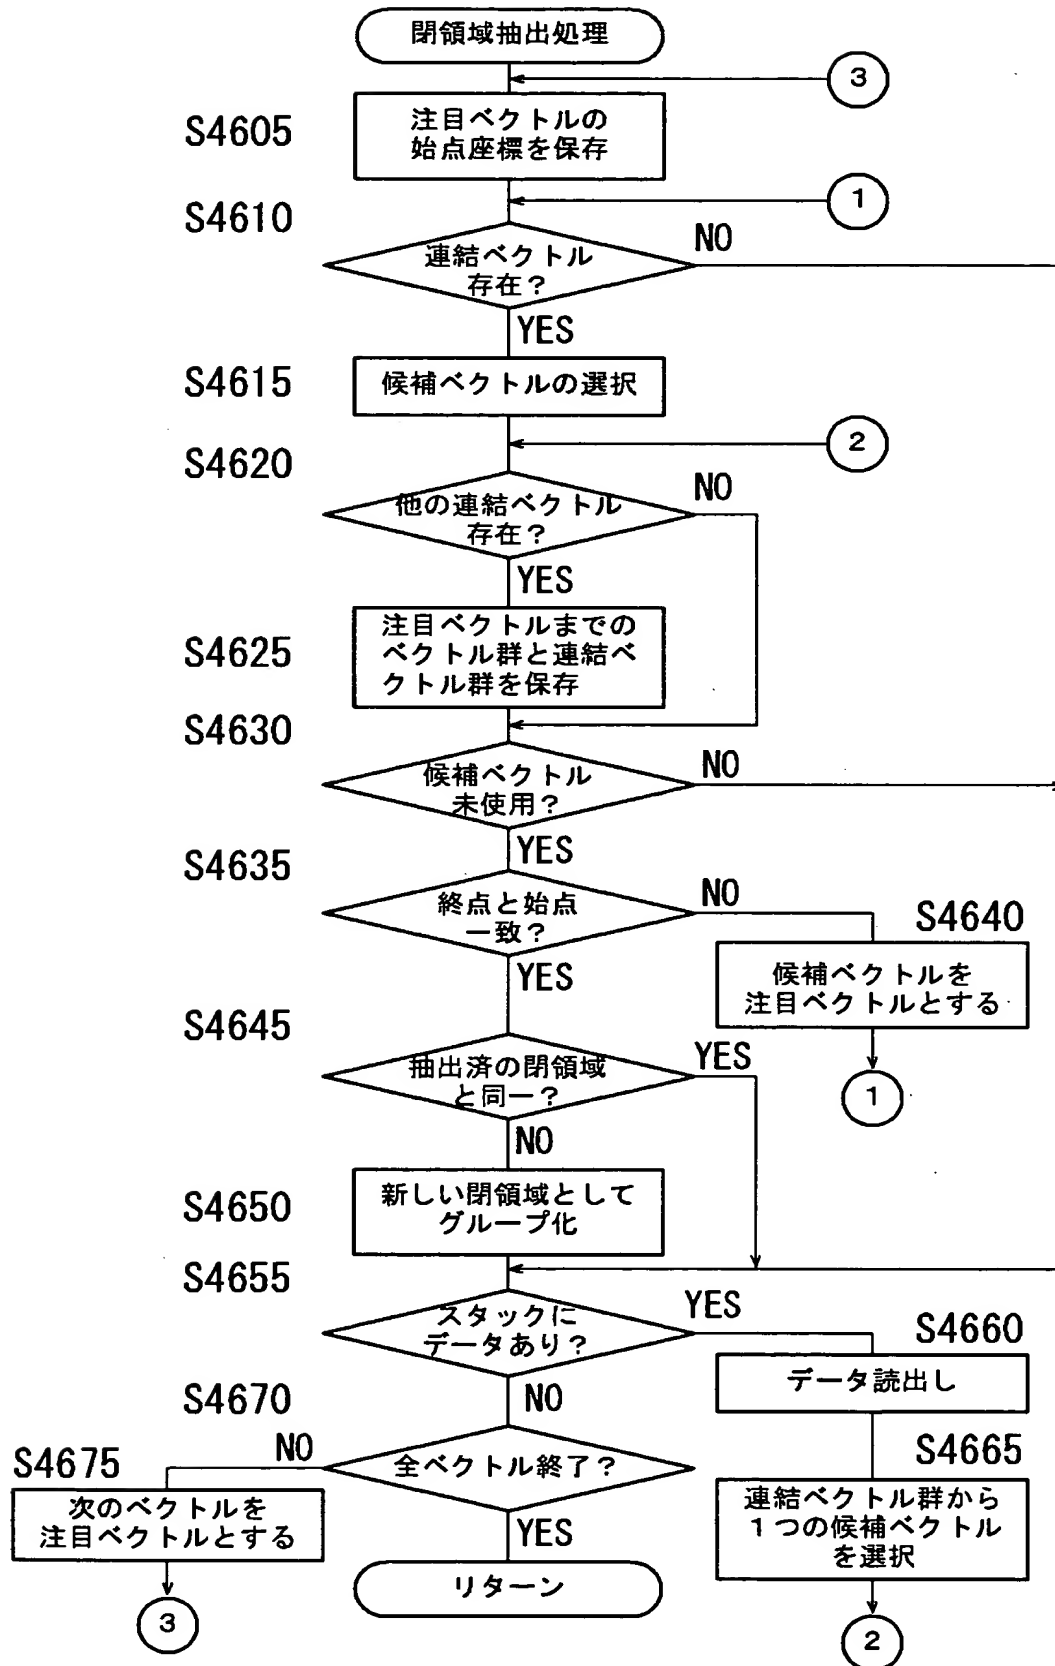 閉領域抽出処理
3
S4605
注目ベクトルの
始点座標を保存
1
S4610
連結ベクトル
存在?
NO
YES
S4615
候補ベクトルの選択
2
S4620
他の連結ベクトル
存在?
NO
YES
S4625
注目ベクトルまでの
ベクトル群と連結ベ
クトル群を保存
S4630
候補ベクトル
未使用?
NO
YES
S4635
終点と始点
一致?
NO
YES
S4640
候補ベクトルを
注目ベクトルとする
1
S4645
抽出済の閉領域
と同一?
YES
NO
S4650
新しい閉領域として
グループ化
S4655
スタックに
データあり?
YES
NO
S4660
データ読出し
S4665
連結ベクトル群から
1つの候補ベクトル
を選択
2
S4670
全ベクトル終了?
NO
YES
S4675
次のベクトルを
注目ベクトルとする
3
リターン